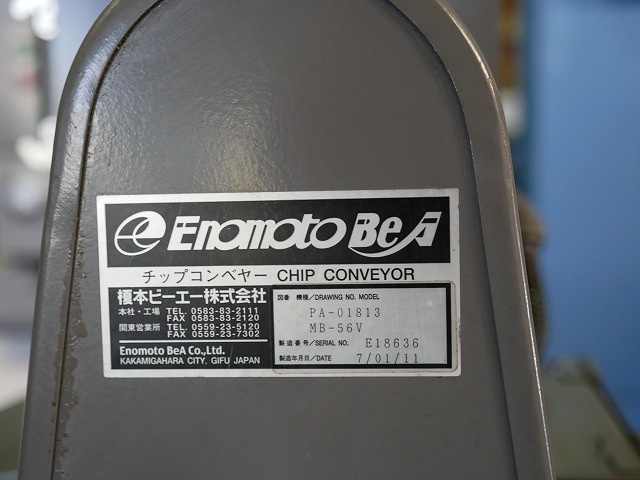 e Enomoto BeA
チップコンベヤー CHIP CONVEYOR
榎本ビーエー株式会社
本社・工場 TEL 0583-83-2111
FAX 0583-82-2120
関東営業所 TEL 0559-23-5120
FAX 0559-23-7302
Enomoto BeA Co.,Ltd.
KAKAMIGAHARA CITY, GIFU JAPAN
図番 機種/DRAWING NO. MODEL
PA-01813
MB-56V
製造番号/SERIAL NO. E18636
製造年月日/DATE 7/01/11